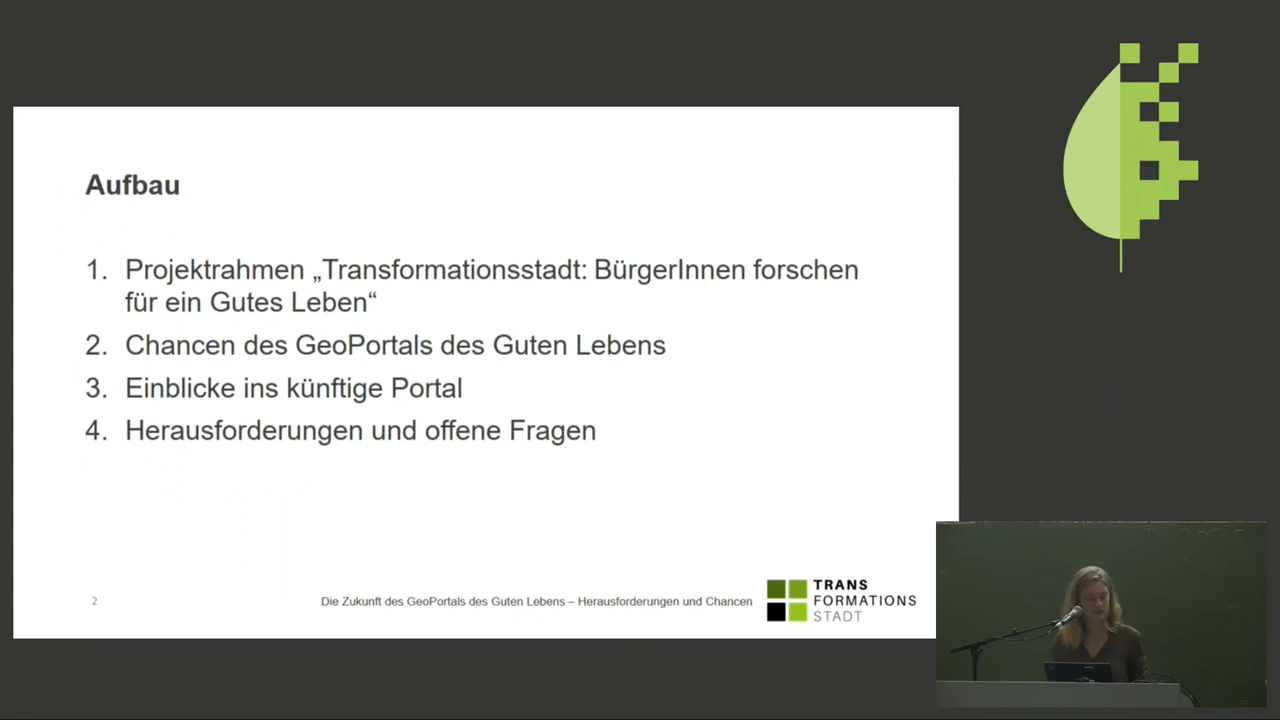 Aufbau
1. Projektrahmen „Transformationsstadt: BürgerInnen forschen
für ein Gutes Leben“
2. Chancen des GeoPortals des Guten Lebens
3. Einblicke ins künftige Portal
4. Herausforderungen und offene Fragen
2
Die Zukunft des GeoPortals des Guten Lebens – Herausforderungen und Chancen
TRANS
FORMATIONS
STADT